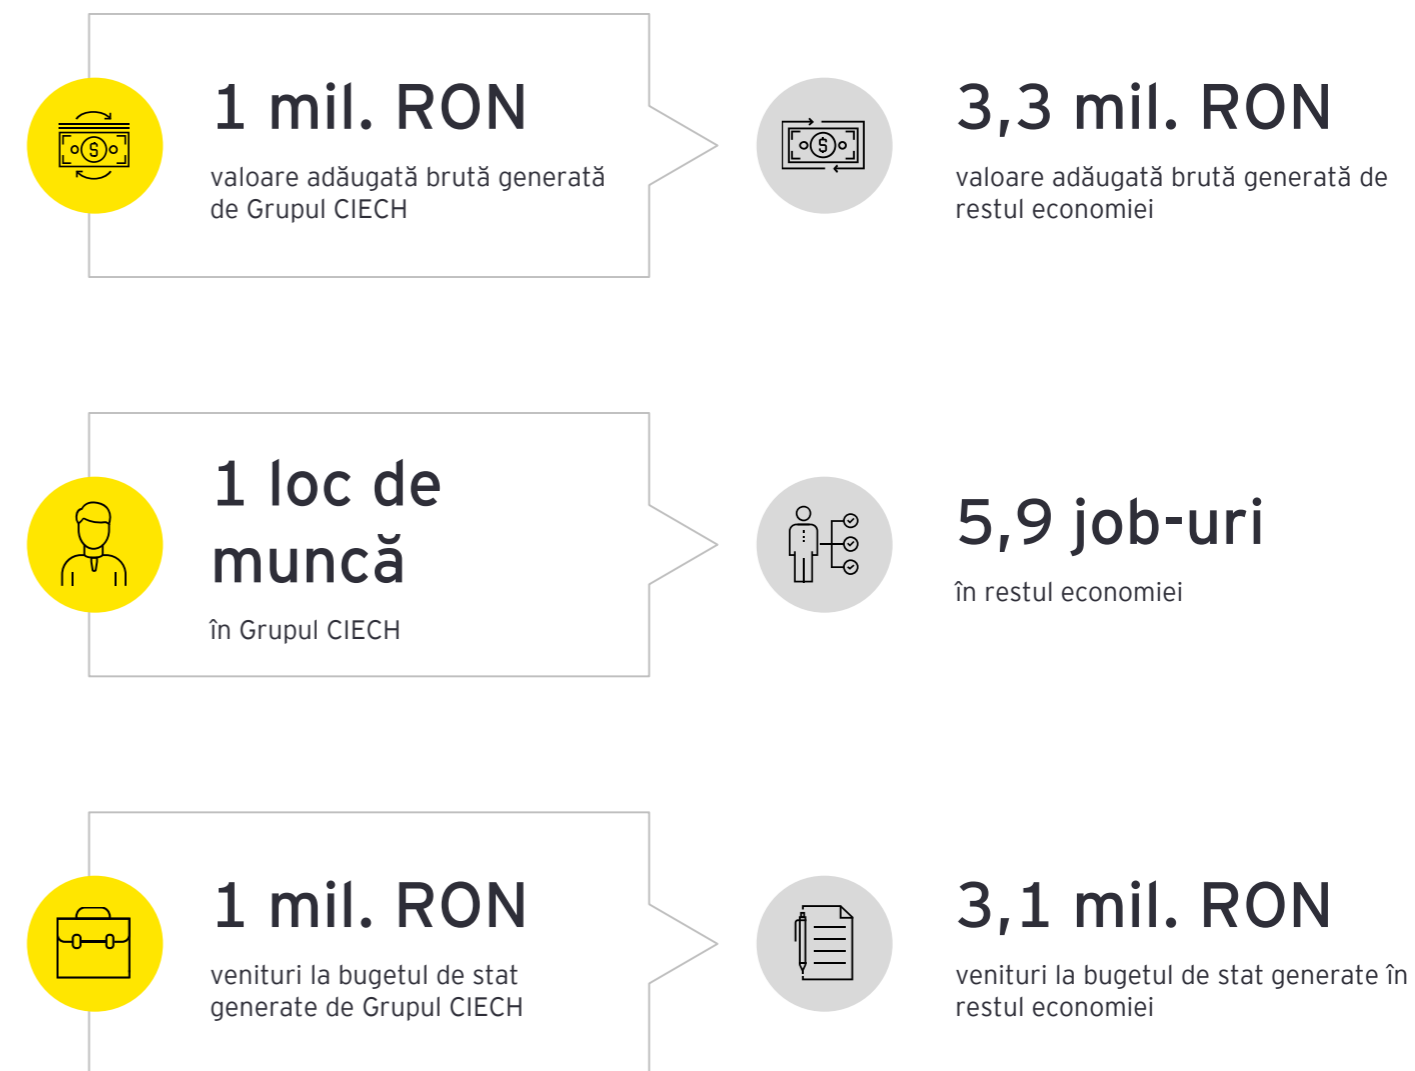 1 mil. RON
valoare adăugată brută generată
de Grupul CIECH
3,3 mil. RON
valoare adăugată brută generată de
restul economiei
1 loc de
muncă
în Grupul CIECH
5,9 job-uri
în restul economiei
1 mil. RON
venituri la bugetul de stat
generate de Grupul CIECH
3,1 mil. RON
venituri la bugetul de stat generate în
restul economiei